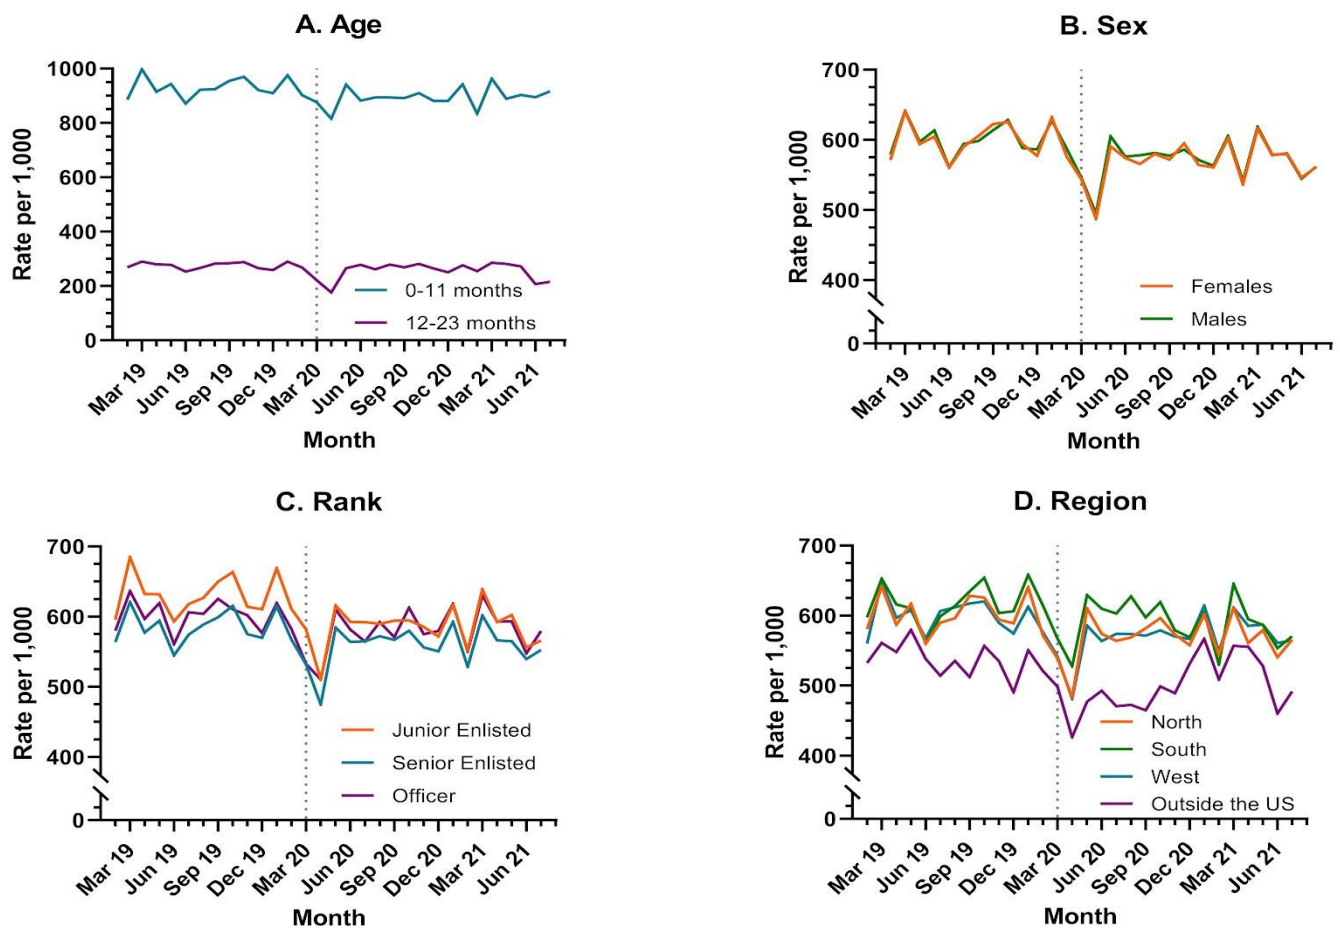 A. Age
Rate per 1,000
1000
800
600
400
200
0
0-11 months
12-23 months
Mar 19
Jun 19
Sep 19
Dec 19
Mar 20
Jun 20
Sep 20
Dec 20
Mar 21
Jun 21
Month
B. Sex
Rate per 1,000
700
600
500
400
0
Females
Males
Mar 19
Jun 19
Sep 19
Dec 19
Mar 20
Jun 20
Sep 20
Dec 20
Mar 21
Jun 21
Month
C. Rank
Rate per 1,000
700
600
500
400
0
Junior Enlisted
Senior Enlisted
Officer
Mar 19
Jun 19
Sep 19
Dec 19
Mar 20
Jun 20
Sep 20
Dec 20
Mar 21
Jun 21
Month
D. Region
Rate per 1,000
700
600
500
400
0
North
South
West
Outside the US
Mar 19
Jun 19
Sep 19
Dec 19
Mar 20
Jun 20
Sep 20
Dec 20
Mar 21
Jun 21
Month